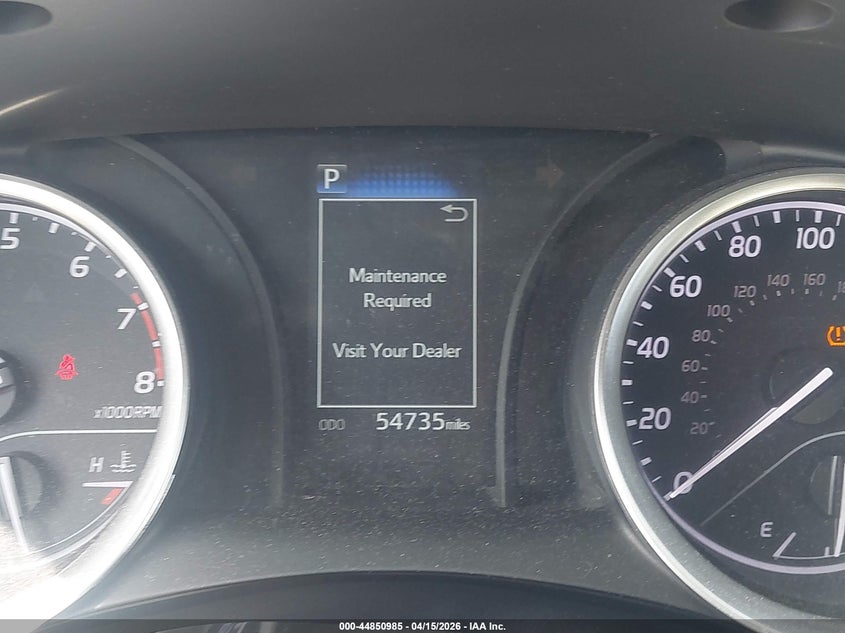 P
Maintenance
Required
Visit Your Dealer
ODO 54735 miles
5
6
7
8
x1000RPM
H
0
20
40
60
80
100
20
40
60
80
100
120
140
160
E
000-44850985 - 04/15/2026 - IAA Inc.